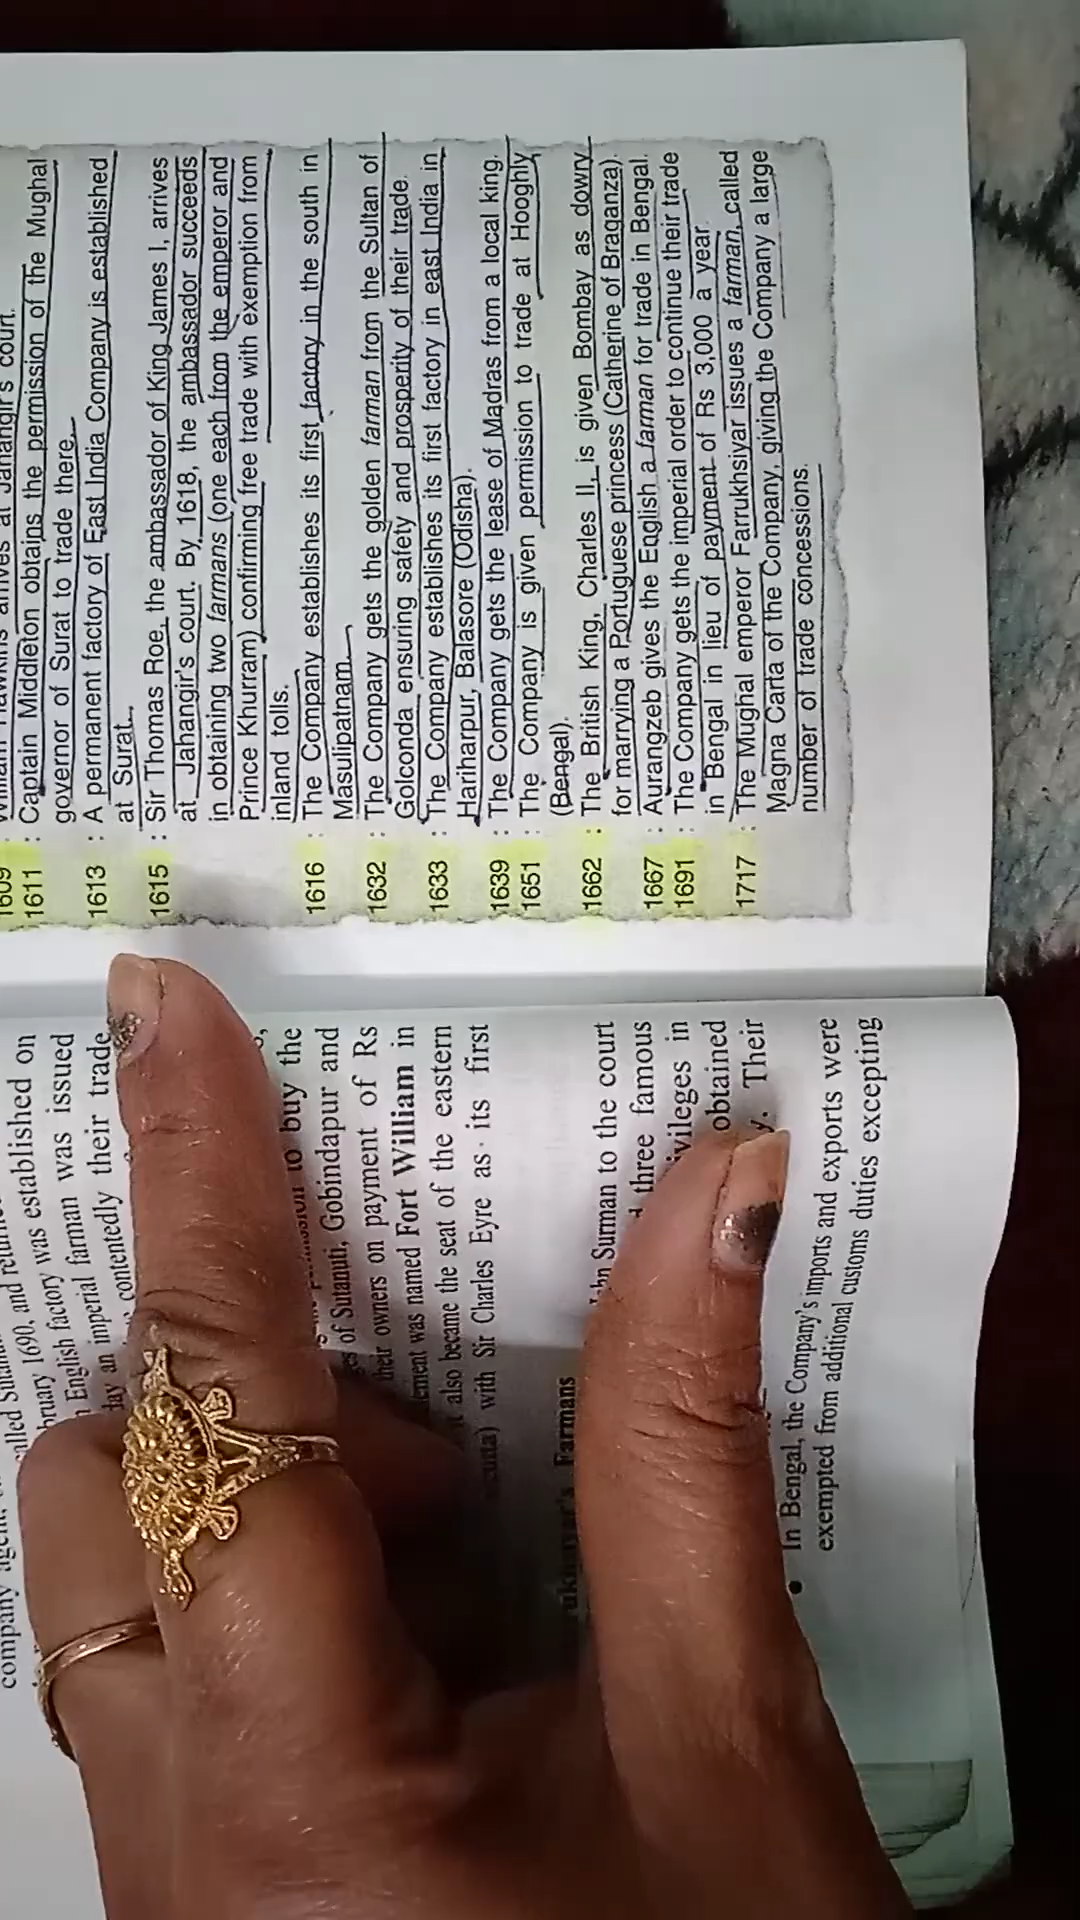 arrives at Jahangir's court.
1609
1611 : Captain Middleton obtains the permission of the Mughal
governor of Surat to trade there.
1613 : A permanent factory of East India Company is established
at Surat.
1615 : Sir Thomas Roe, the ambassador of King James I, arrives
at Jahangir's court. By 1618, the ambassador succeeds
in obtaining two farmans (one each from the emperor and
Prince Khurram) confirming free trade with exemption from
inland tolls.
1616 : The Company establishes its first factory in the south in
Masulipatnam.
1632 : The Company gets the golden farman from the Sultan of
Golconda ensuring safety and prosperity of their trade.
1633 : The Company establishes its first factory in east India in
Hariharpur, Balasore (Odisha).
1639 : The Company gets the lease of Madras from a local king.
1651 : The Company is given permission to trade at Hooghly
(Bengal).
1662 : The British King, Charles II, is given Bombay as dowry
for marrying a Portuguese princess (Catherine of Braganza).
1667 : Aurangzeb gives the English a farman for trade in Bengal.
1691 : The Company gets the imperial order to continue their trade
in Bengal in lieu of payment of Rs 3,000 a year.
1717 : The Mughal emperor Farrukhsiyar issues a farman, called
Magna Carta of the Company, giving the Company a large
number of trade concessions.
company agent,
bruary 1690, and
English factory was established on
day an imperial farman was issued
contentedly their trade
to buy the
of Sutanuti, Gobindapur and
their owners on payment of Rs
was named Fort William in
also became the seat of the eastern
with Sir Charles Eyre as its first
Farmans
Surman to the court
three famous
in
obtained
Their
• In Bengal, the Company's imports and exports were
exempted from additional customs duties excepting